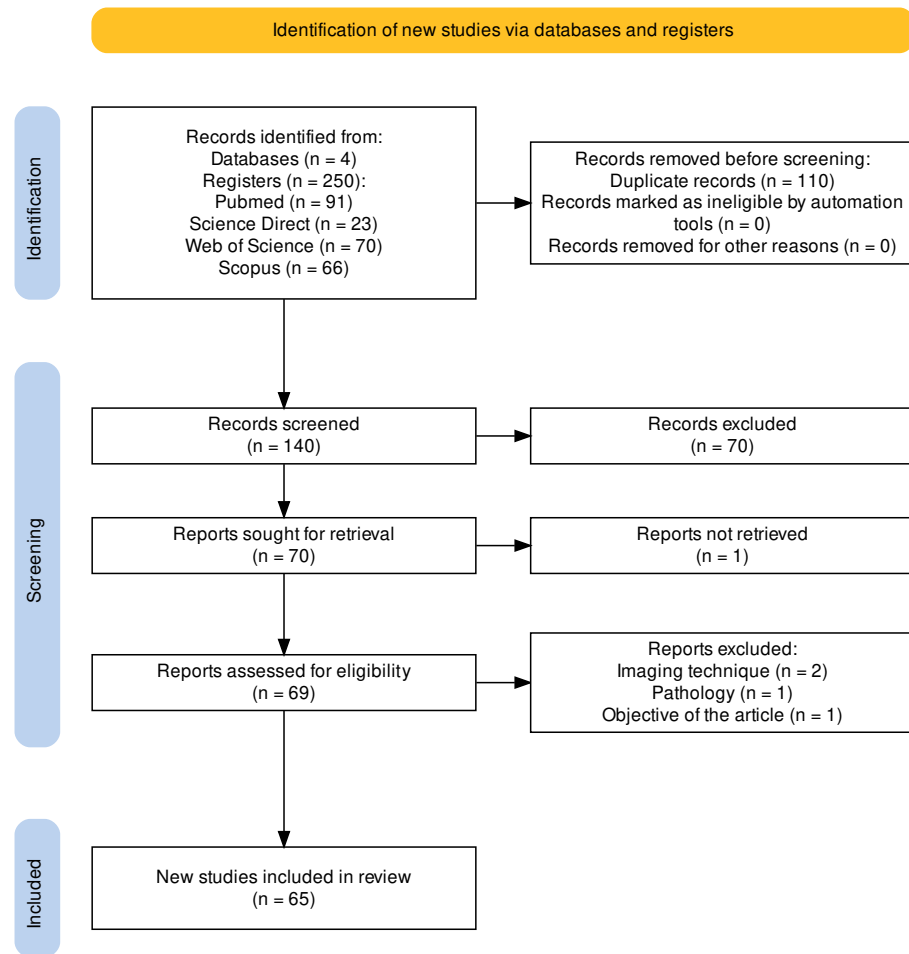 Identification of new studies via databases and registers
Identification
Records identified from:
Databases (n = 4)
Registers (n = 250):
Pubmed (n = 91)
Science Direct (n = 23)
Web of Science (n = 70)
Scopus (n = 66)
Records removed before screening:
Duplicate records (n = 110)
Records marked as ineligible by automation
tools (n = 0)
Records removed for other reasons (n = 0)
Screening
Records screened
(n = 140)
Records excluded
(n = 70)
Reports sought for retrieval
(n = 70)
Reports not retrieved
(n = 1)
Reports assessed for eligibility
(n = 69)
Reports excluded:
Imaging technique (n = 2)
Pathology (n = 1)
Objective of the article (n = 1)
Included
New studies included in review
(n = 65)